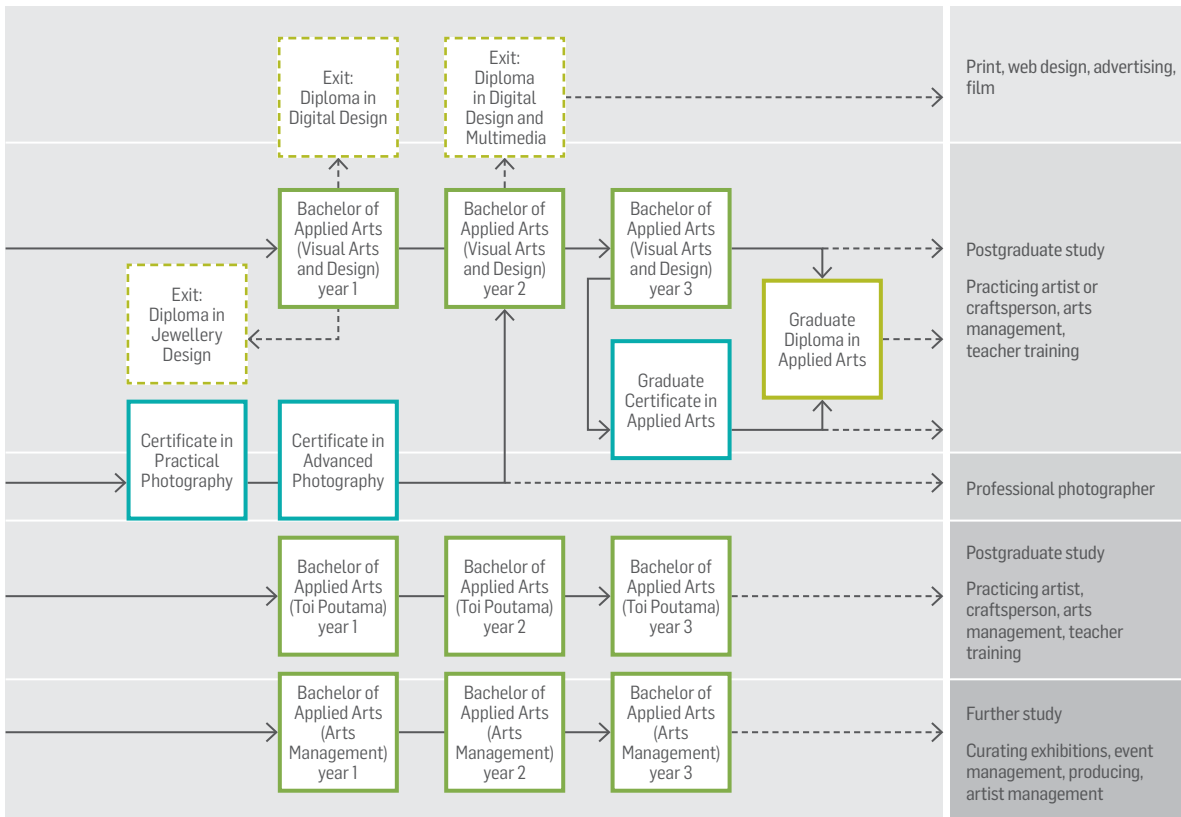 Exit:
Diploma in
Digital Design
Exit:
Diploma
in Digital
Design and
Multimedia
Print, web design, advertising,
film
Bachelor of
Applied Arts
(Visual Arts
and Design)
year 1
Bachelor of
Applied Arts
(Visual Arts
and Design)
year 2
Bachelor of
Applied Arts
(Visual Arts
and Design)
year 3
Postgraduate study
Practicing artist or
craftsperson, arts
management,
teacher training
Exit:
Diploma in
Jewellery
Design
Graduate
Diploma in
Applied Arts
Graduate
Certificate in
Applied Arts
Certificate in
Practical
Photography
Certificate in
Advanced
Photography
Professional photographer
Bachelor of
Applied Arts
(Toi Poutama)
year 1
Bachelor of
Applied Arts
(Toi Poutama)
year 2
Bachelor of
Applied Arts
(Toi Poutama)
year 3
Postgraduate study
Practicing artist,
craftsperson, arts
management, teacher
training
Bachelor of
Applied Arts
(Arts
Management)
year 1
Bachelor of
Applied Arts
(Arts
Management)
year 2
Bachelor of
Applied Arts
(Arts
Management)
year 3
Further study
Curating exhibitions, event
management, producing,
artist management